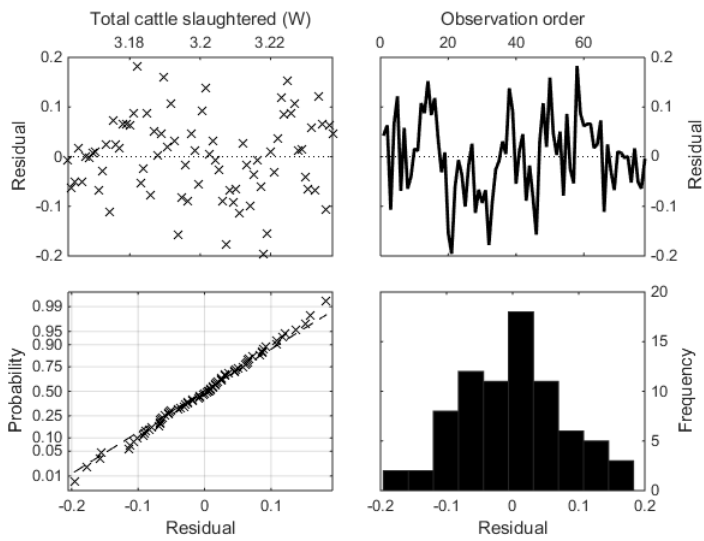 Total cattle slaughtered (W)
3.18 3.2 3.22
0.2
0.1
0
-0.1
-0.2
Residual
Observation order
0 20 40 60
0.2
0.1
0
-0.1
-0.2
Residual
0.99
0.95
0.90
0.75
0.50
0.25
0.10
0.05
0.01
Probability
-0.2 -0.1 0 0.1
Residual
20
15
10
5
0
Frequency
-0.2 -0.1 0 0.1 0.2
Residual